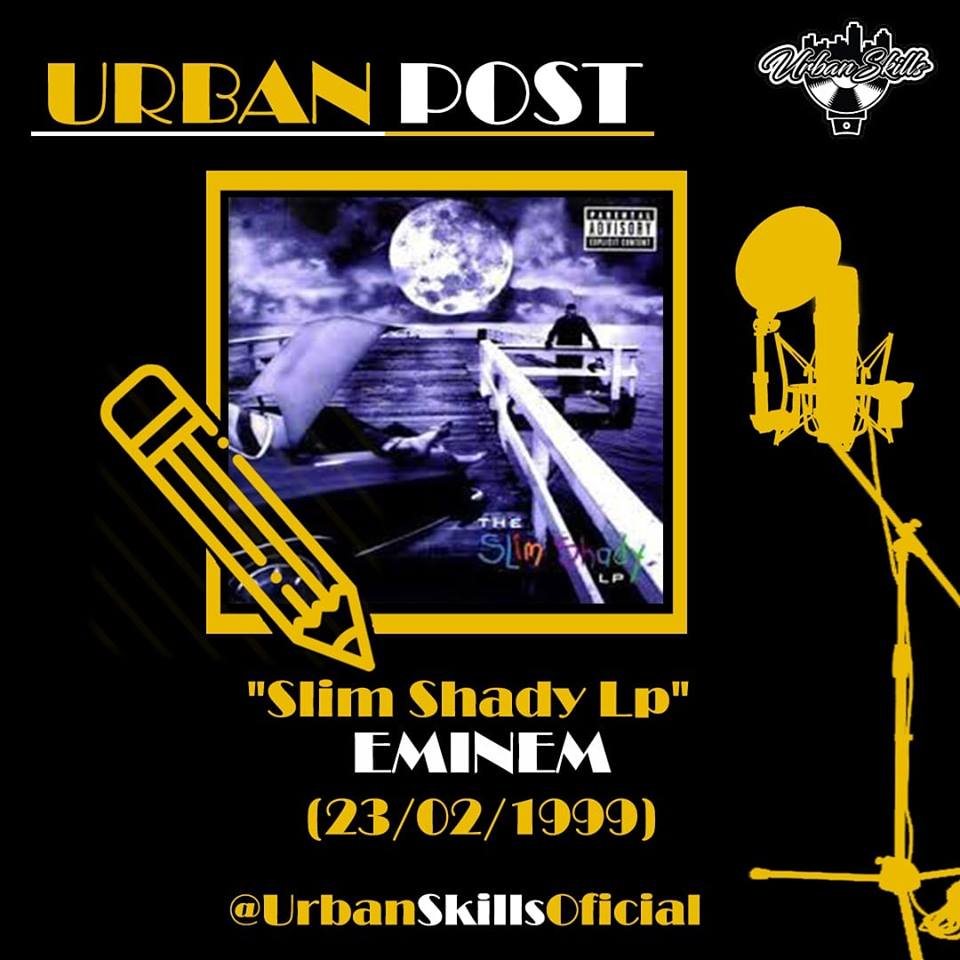 URBAN POST
Urban Skills
PARENTAL
ADVISORY
EXPLICIT CONTENT
THE
SLim Shady
LP
"Slim Shady Lp"
EMINEM
(23/02/1999)
@UrbanSkillsOficial